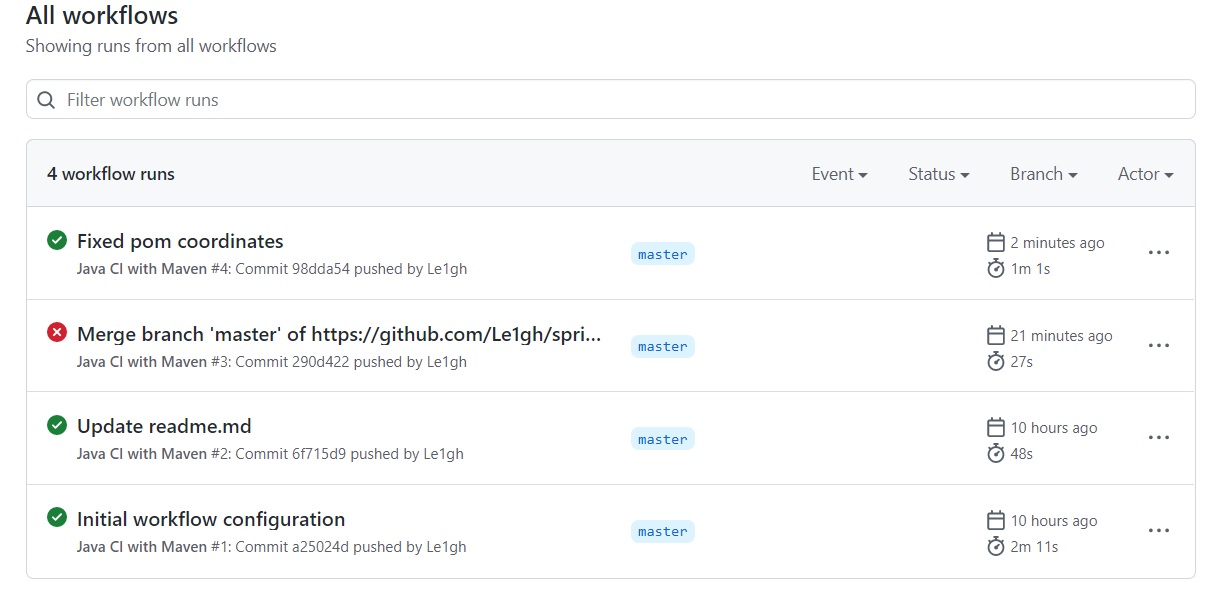 All workflows
Showing runs from all workflows
Filter workflow runs
4 workflow runs Event Status Branch Actor
Fixed pom coordinates
Java CI with Maven #4: Commit 98dda54 pushed by Le1gh
master
2 minutes ago
1m 1s
Merge branch 'master' of https://github.com/Le1gh/spri...
Java CI with Maven #3: Commit 290d422 pushed by Le1gh
master
21 minutes ago
27s
Update readme.md
Java CI with Maven #2: Commit 6f715d9 pushed by Le1gh
master
10 hours ago
48s
Initial workflow configuration
Java CI with Maven #1: Commit a25024d pushed by Le1gh
master
10 hours ago
2m 11s